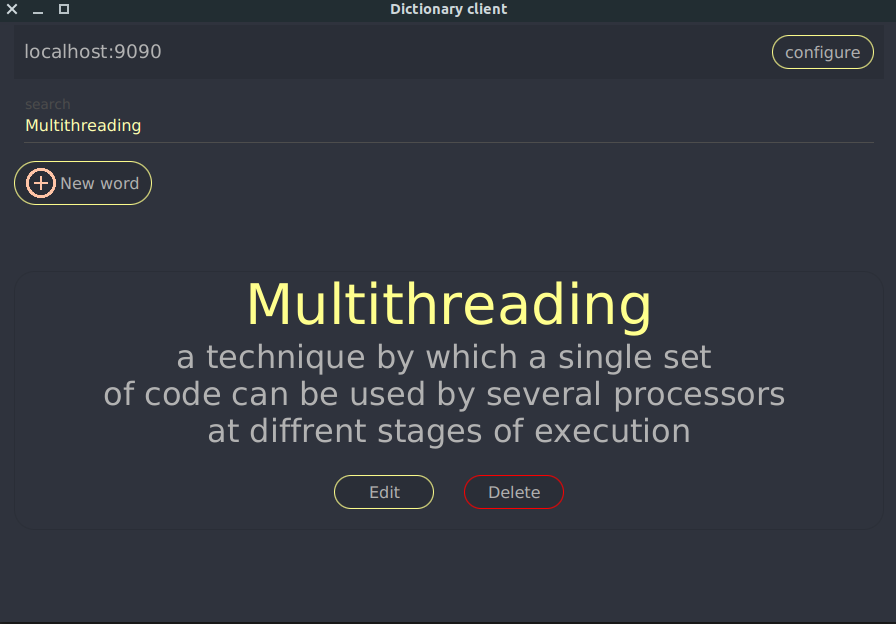 Dictionary client
localhost:9090
configure
search
Multithreading
New word
Multithreading
a technique by which a single set
of code can be used by several processors
at diffrent stages of execution
Edit
Delete